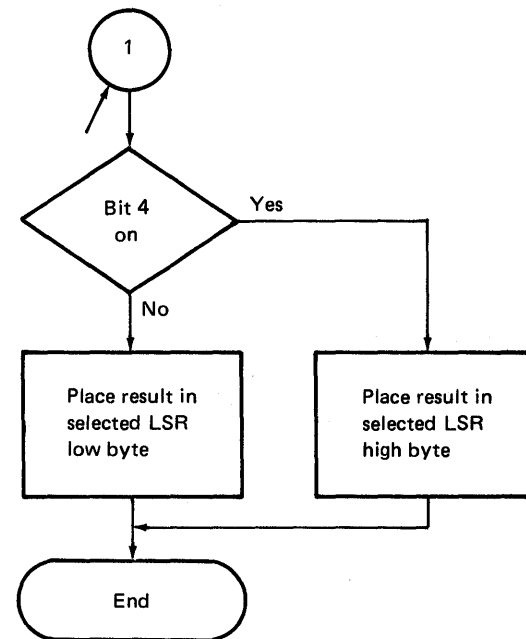 1
Bit 4
on
Yes
No
Place result in
selected LSR
low byte
Place result in
selected LSR
high byte
End